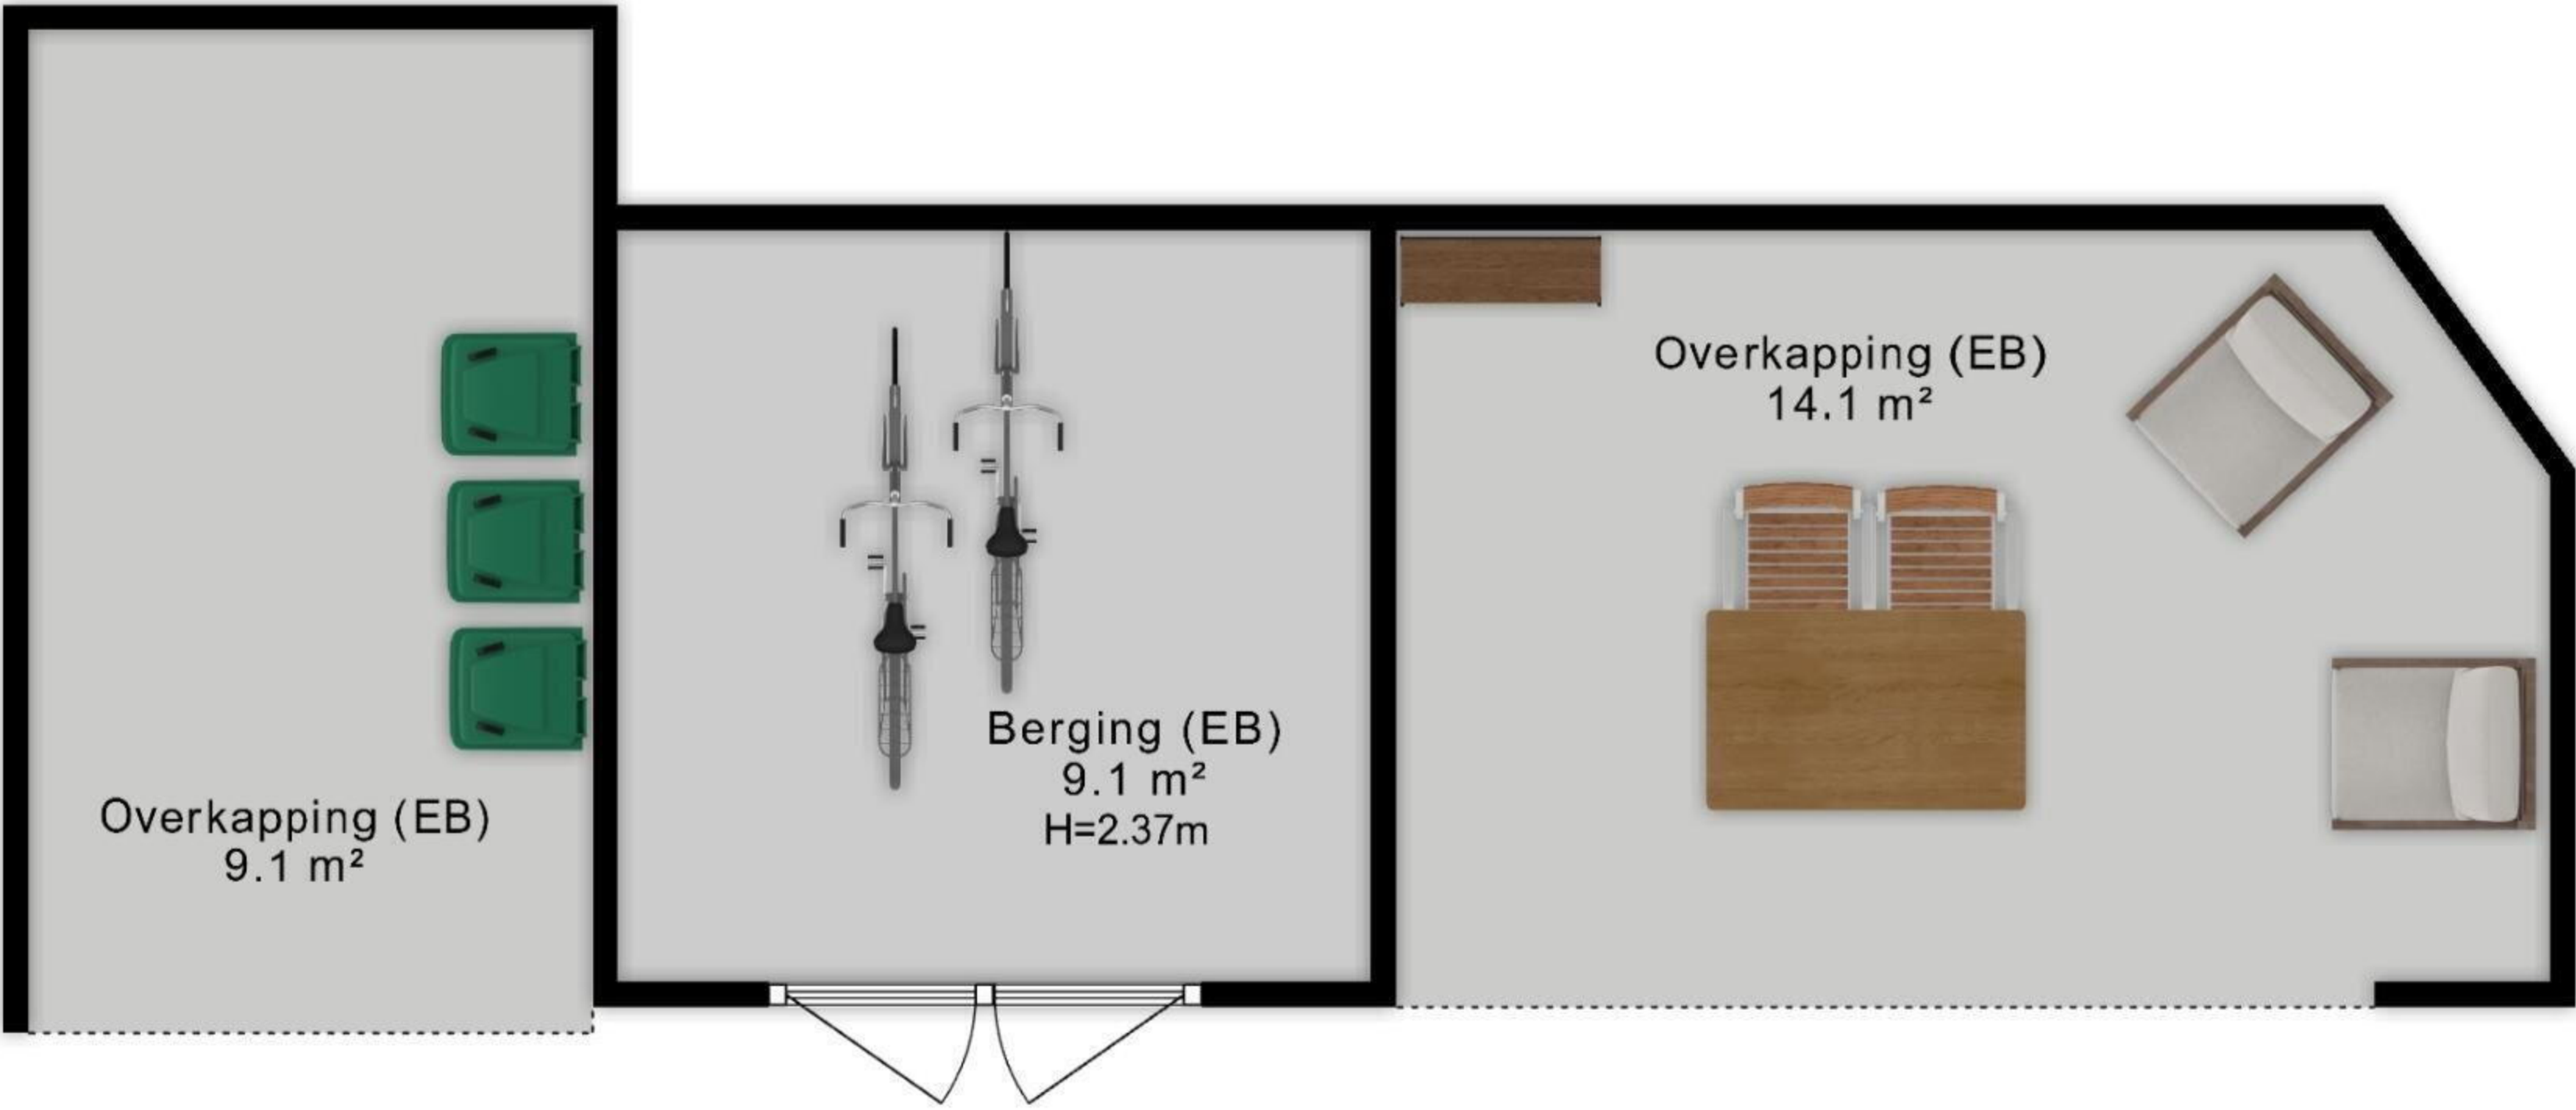 Overkapping (EB)
9.1 m²
Berging (EB)
9.1 m²
H=2.37m
Overkapping (EB)
14.1 m²